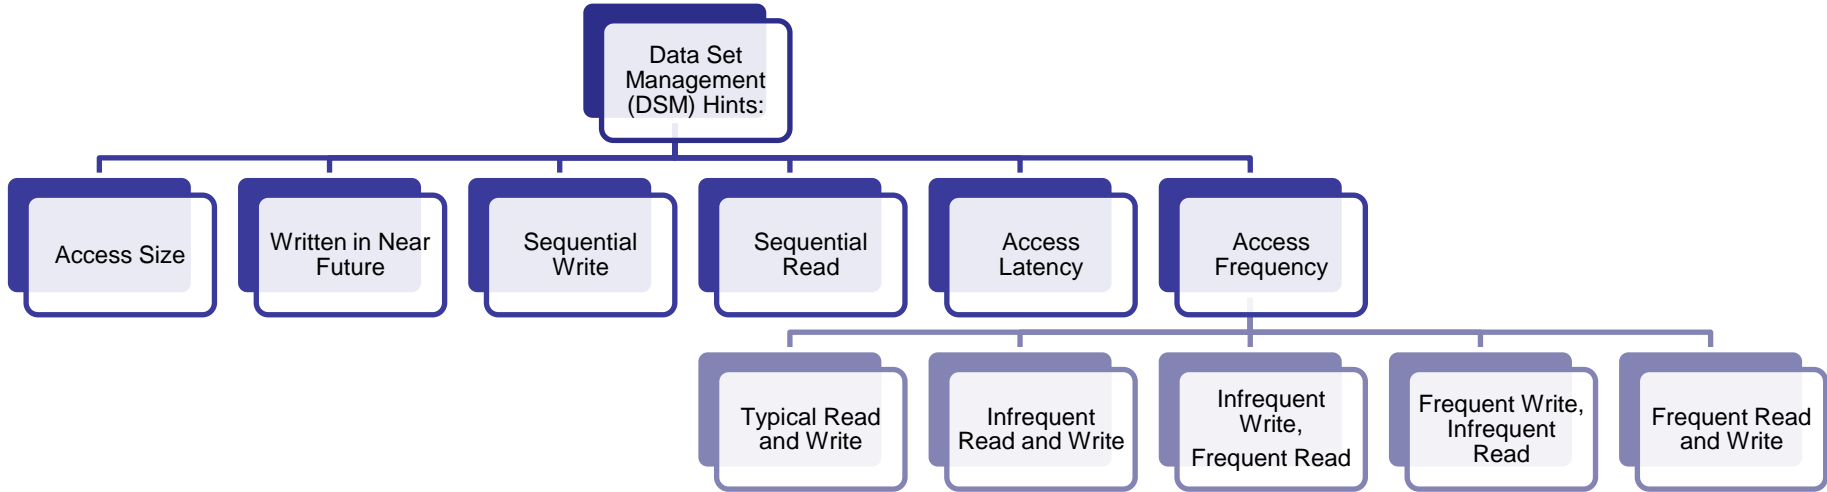 Data Set
Management
(DSM) Hints:
Access Size
Written in Near
Future
Sequential
Write
Sequential
Read
Access
Latency
Access
Frequency
Typical Read
and Write
Infrequent
Read and Write
Infrequent
Write,
Frequent Read
Frequent Write,
Infrequent
Read
Frequent Read
and Write